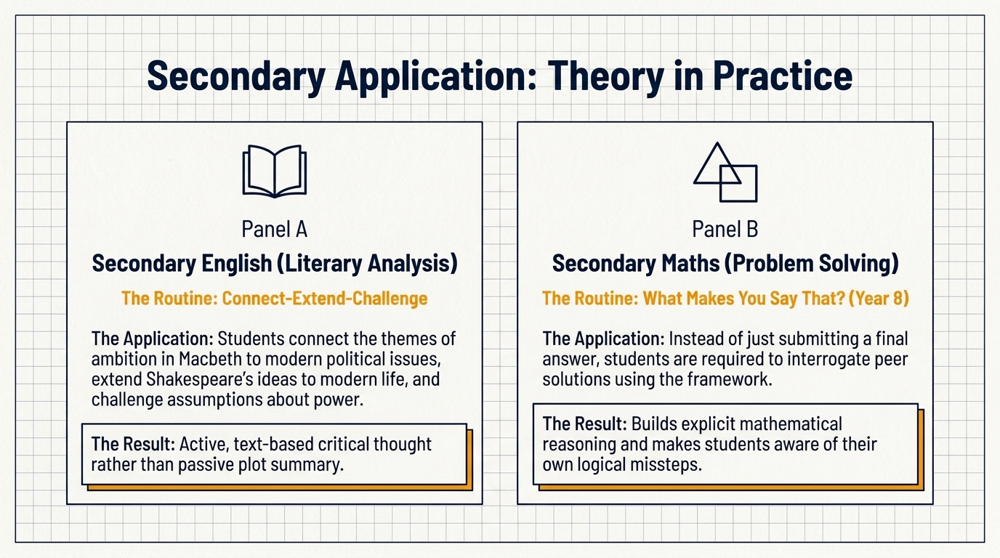 Secondary Application: Theory in Practice
Panel A
Secondary English (Literary Analysis)
The Routine: Connect-Extend-Challenge
The Application: Students connect the themes of
ambition in Macbeth to modern political issues,
extend Shakespeare’s ideas to modern life, and
challenge assumptions about power.
The Result: Active, text-based critical thought
rather than passive plot summary.
Panel B
Secondary Maths (Problem Solving)
The Routine: What Makes You Say That? (Year 8)
The Application: Instead of just submitting a final
answer, students are required to interrogate peer
solutions using the framework.
The Result: Builds explicit mathematical
reasoning and makes students aware of their
own logical missteps.